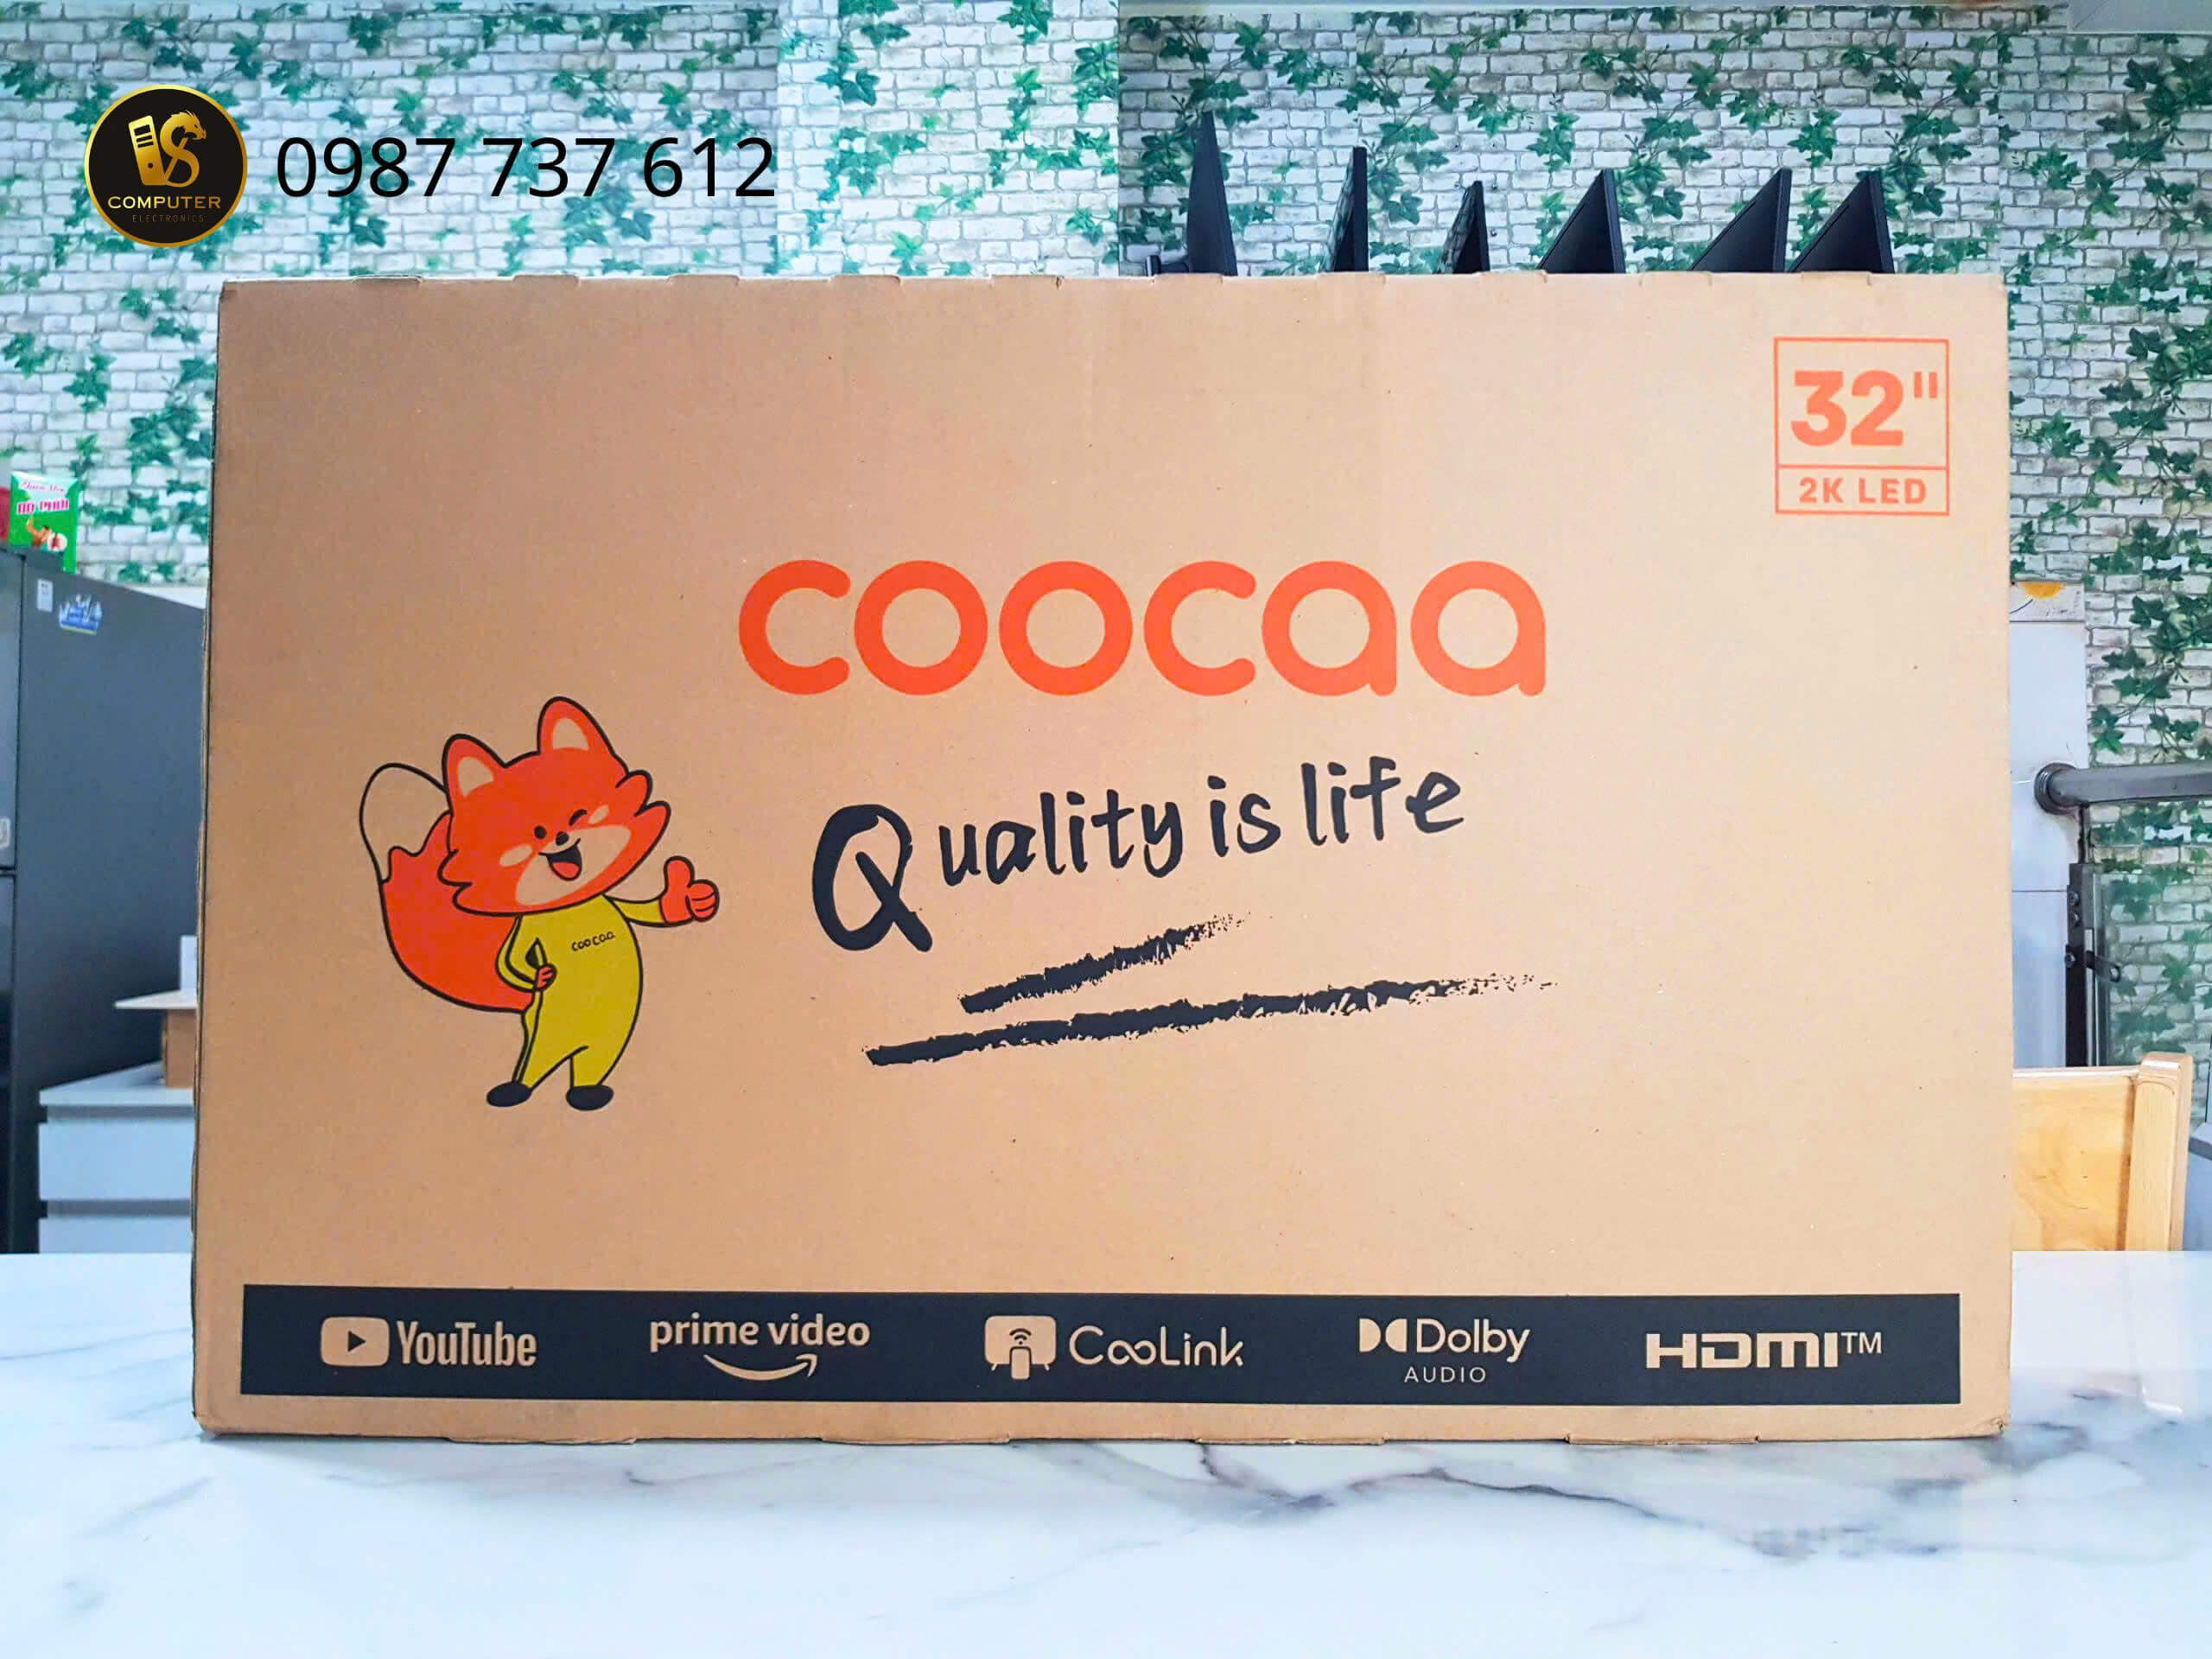 LS
COMPUTER
ELECTRONICS
0987 737 612
32"
2K LED
coocaa
Quality is life
coocaa
YouTube
prime video
CooLink
Dolby
AUDIO
HDMI™